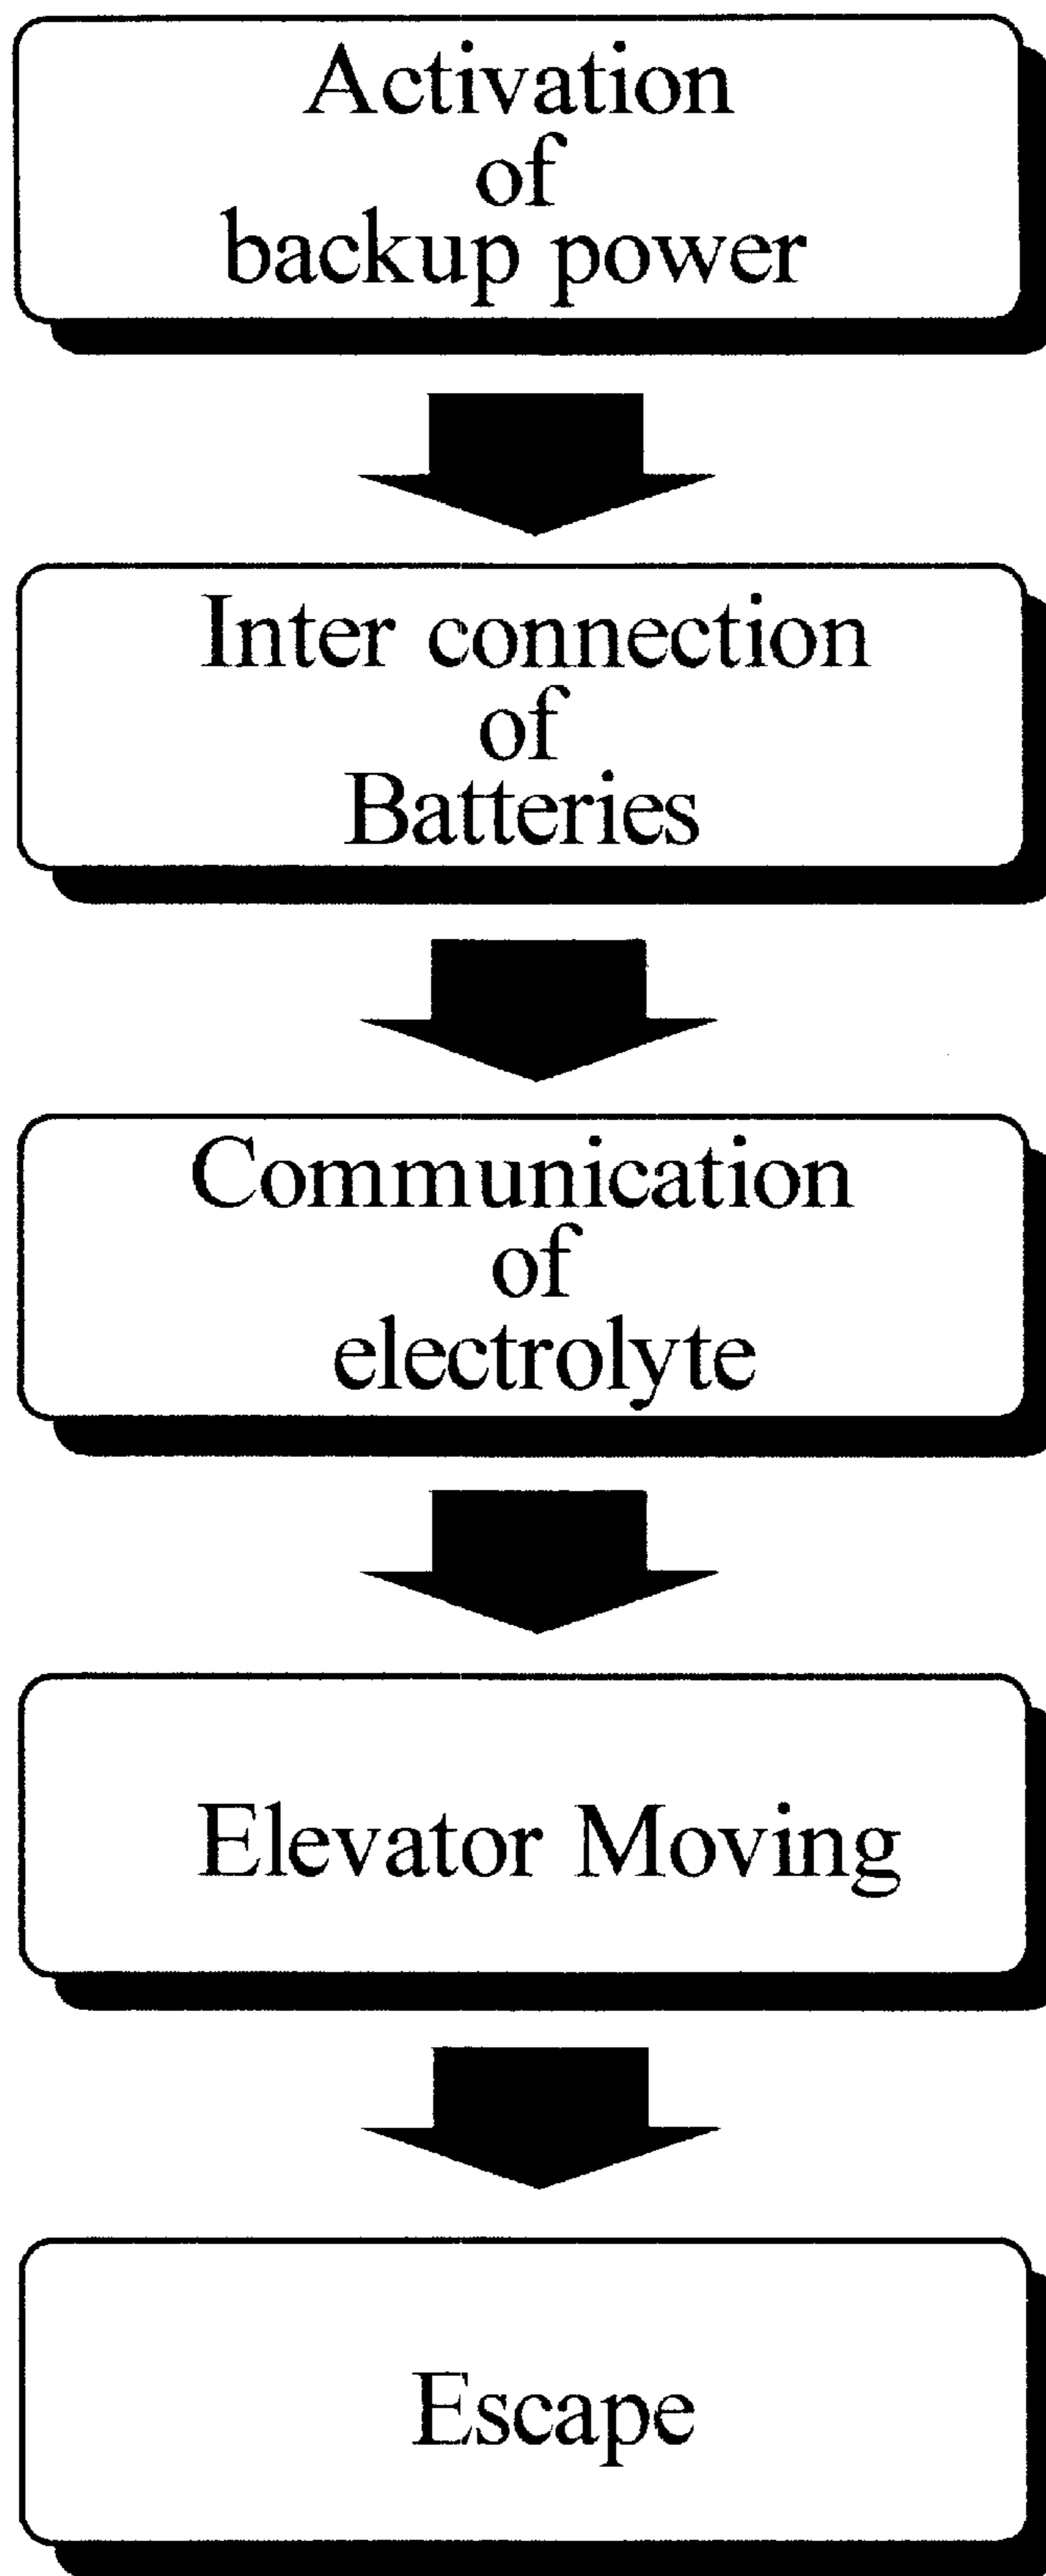 Activation
of
backup power
Inter connection
of
Batteries
Communication
of
electrolyte
Elevator Moving
Escape